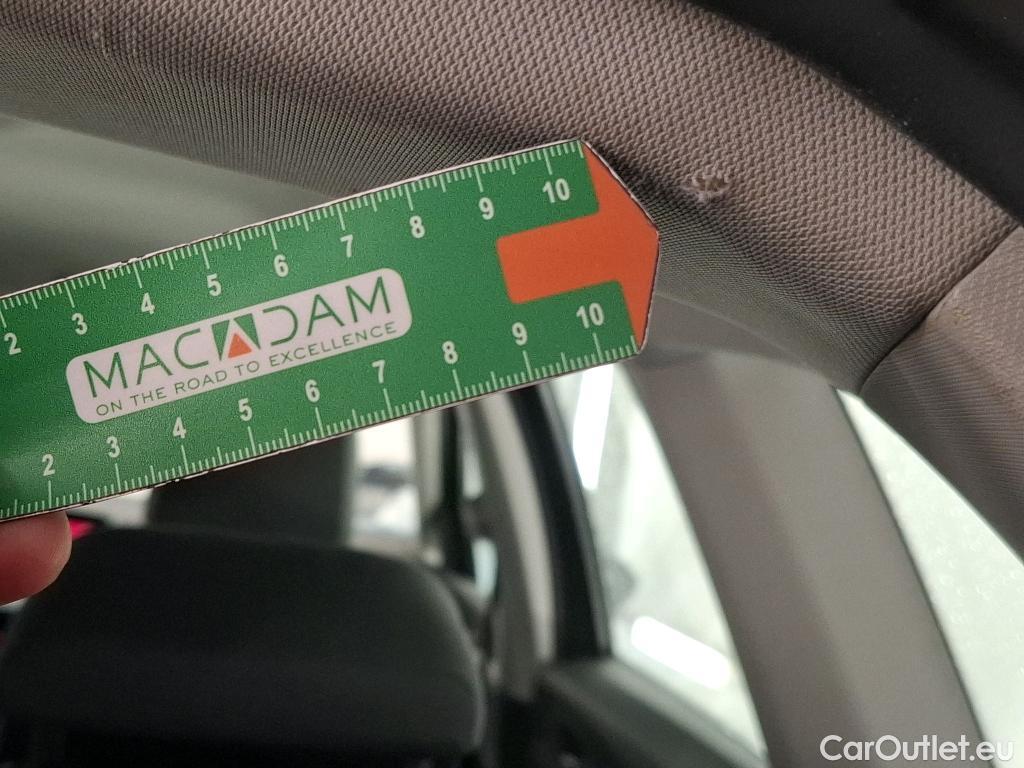 2 3 4 5 6 7 8 9 10
MACADAM
ON THE ROAD TO EXCELLENCE
2 3 4 5 6 7 8 9 10
CarOutlet.eu